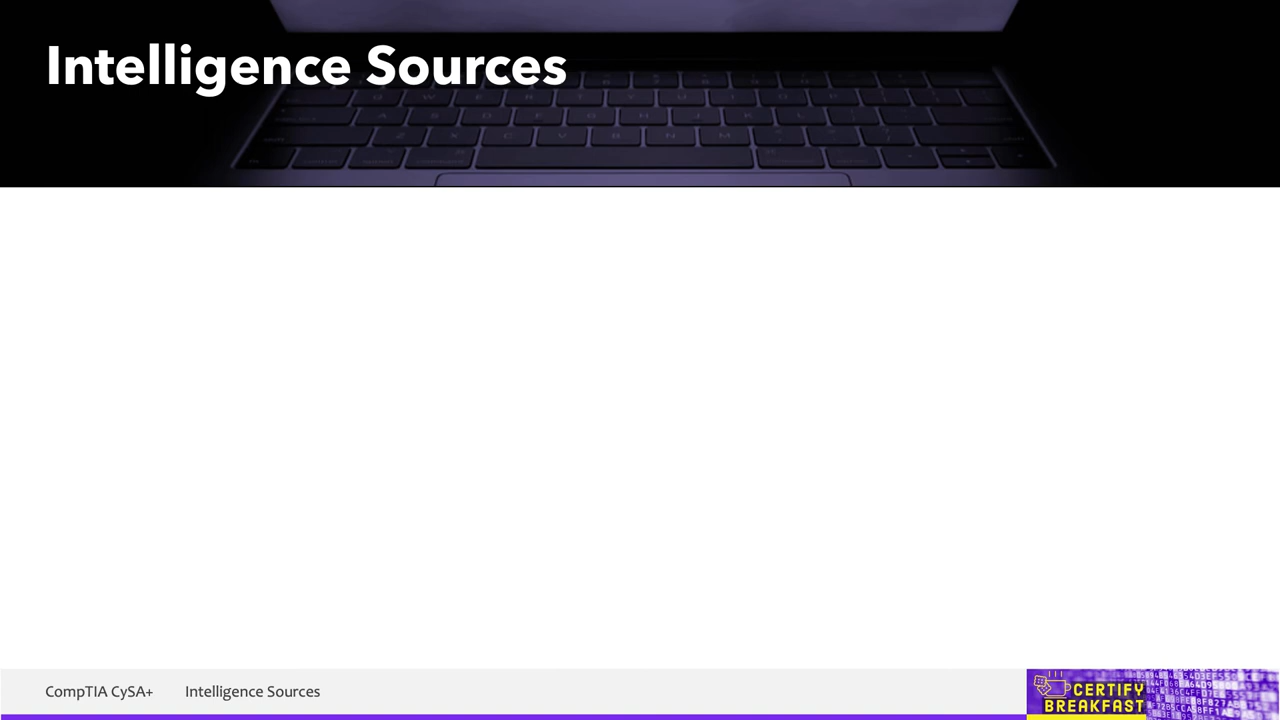 Intelligence Sources
CompTIA CySA+
Intelligence Sources
CERTIFY
BREAKFAST